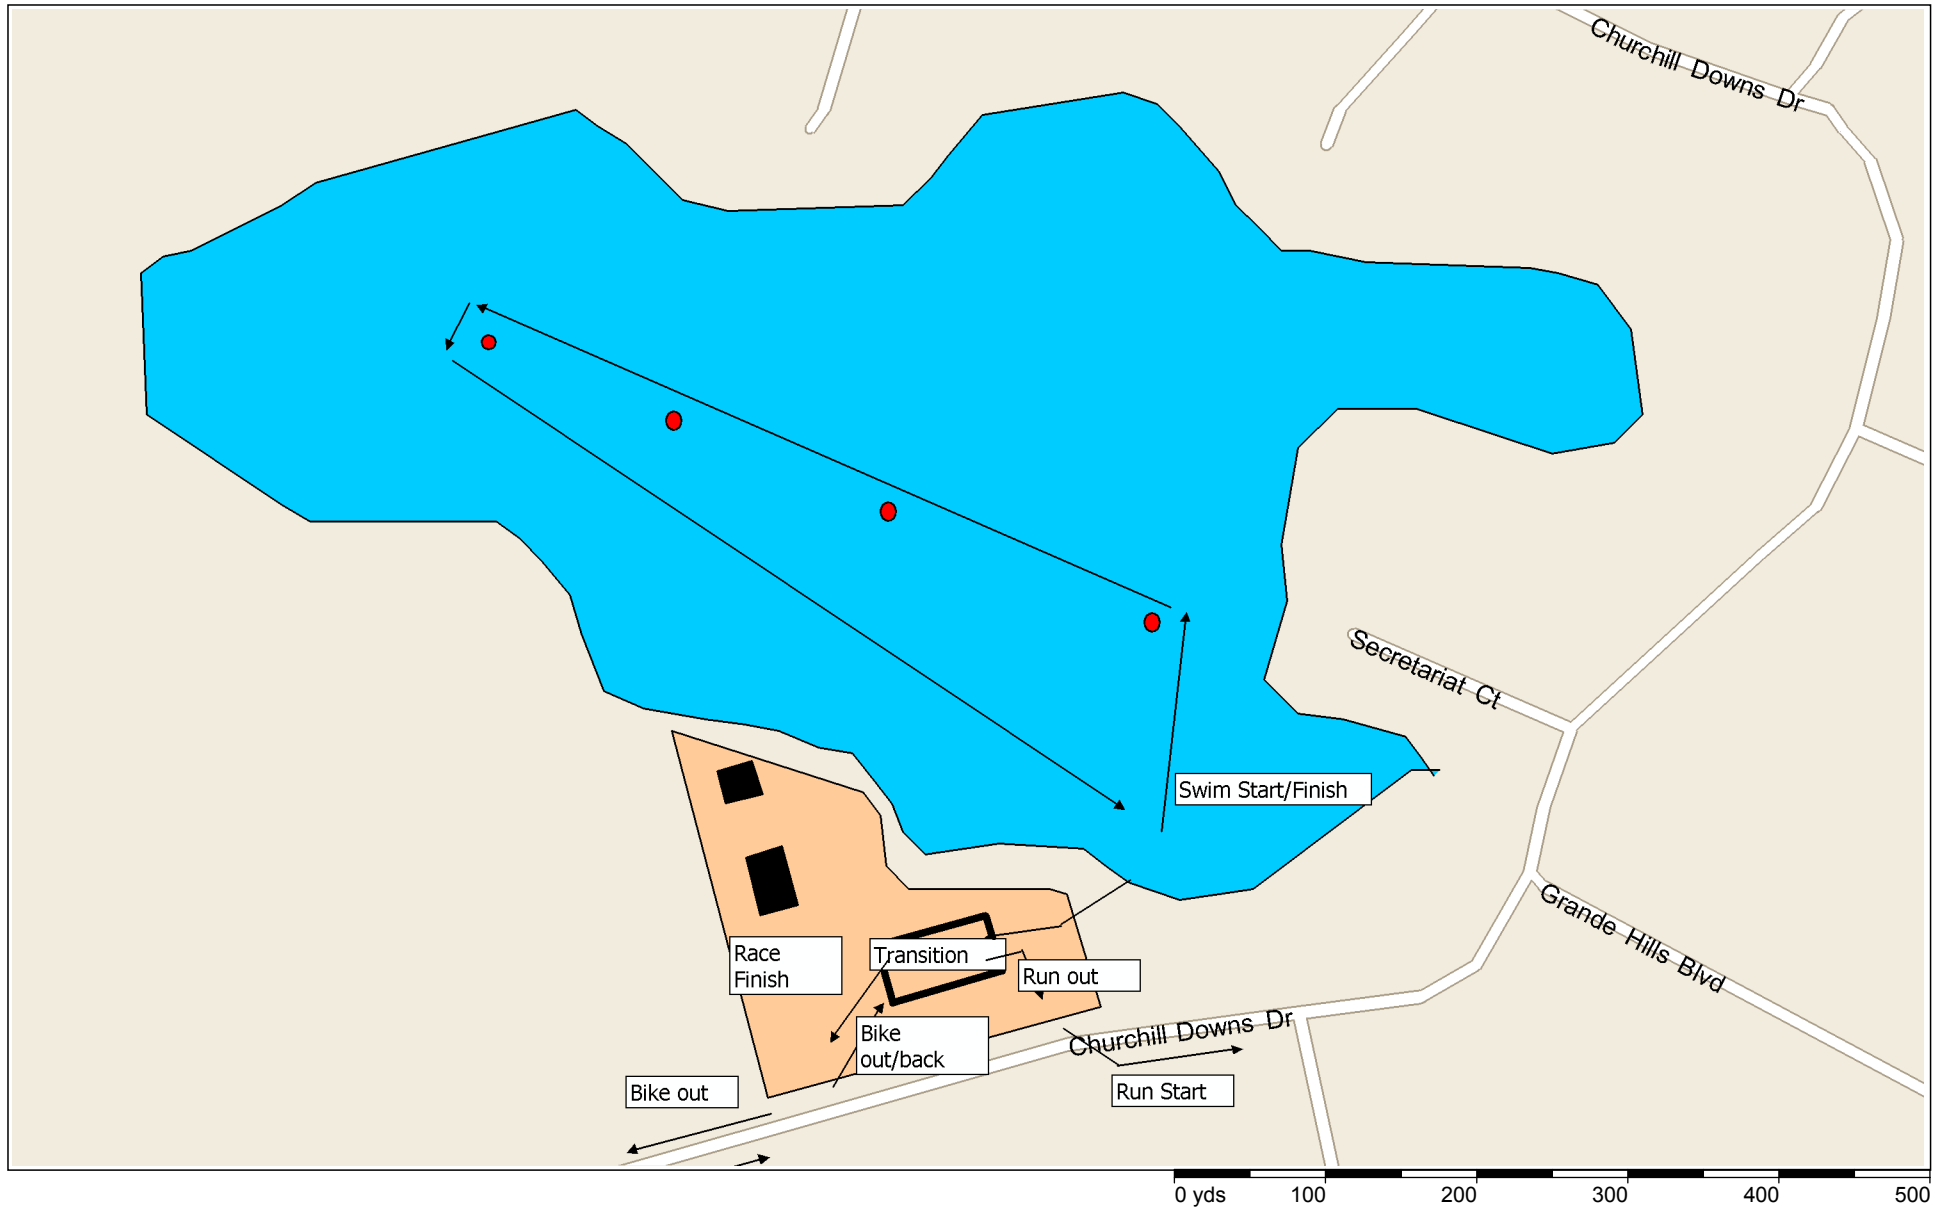 Churchill Downs Dr
Secretariat Ct
Swim Start/Finish
Grande Hills Blvd
Race
Finish
Transition
Run out
Bike
out/back
Churchill Downs Dr
Bike out
Run Start
0 yds 100 200 300 400 500